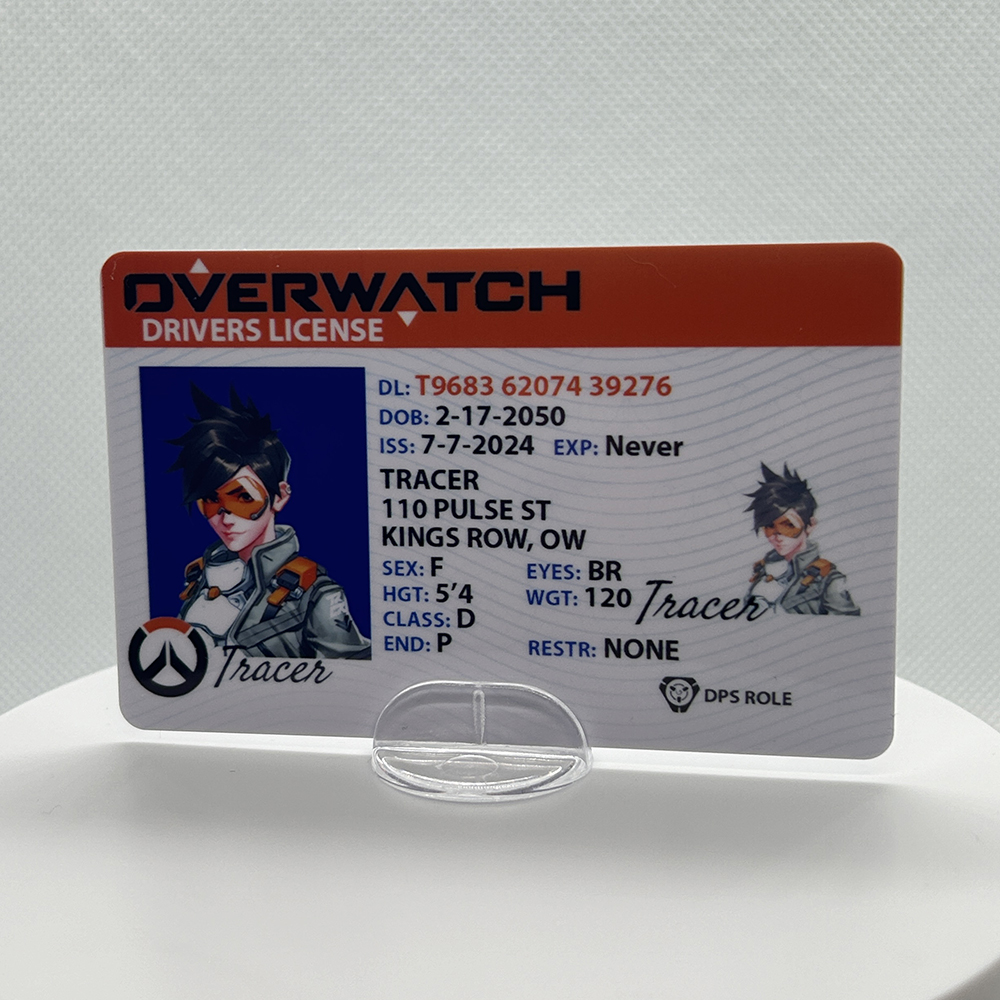 OVERWATCH
DRIVERS LICENSE
DL: T9683 62074 39276
DOB: 2-17-2050
ISS: 7-7-2024 EXP: Never
TRACER
110 PULSE ST
KINGS ROW, OW
SEX: F EYES: BR
HGT: 5'4 WGT: 120
Tracer
CLASS: D
END: P RESTR: NONE
Tracer
DPS ROLE